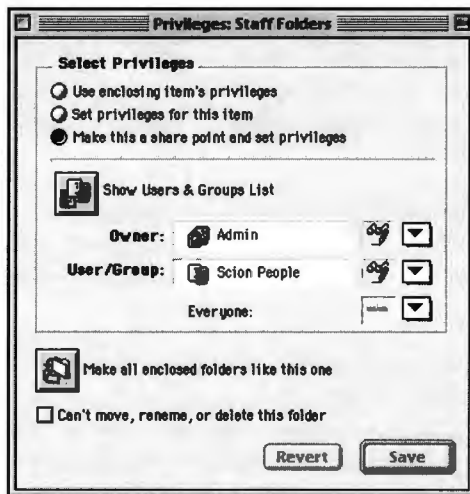 Privileges: Staff Folders
Select Privileges
Use enclosing item's privileges
Set privileges for this item
Make this a share point and set privileges
Show Users & Groups List
Owner: Admin
User/Group: Scion People
Everyone:
Make all enclosed folders like this one
Can't move, rename, or delete this folder
Revert Save